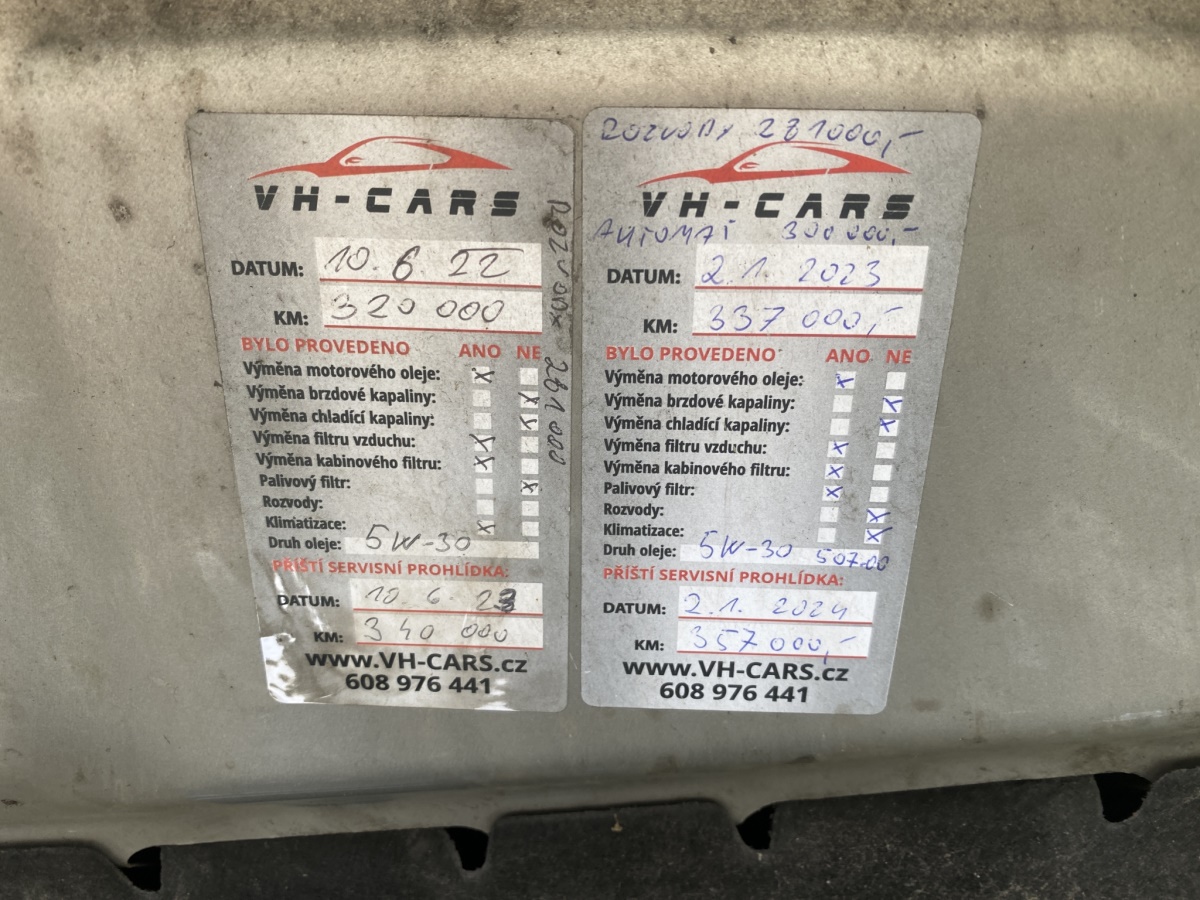 VH-CARS
DATUM: 10. 6. 22
KM: 320 000
BYLO PROVEDENO ANO NE
Výměna motorového oleje: x
Výměna brzdové kapaliny: x
Výměna chladící kapaliny: x
Výměna filtru vzduchu: x
Výměna kabinového filtru: x
Palivový filtr: x
Rozvody:
Klimatizace: x
Druh oleje: 5W-30
PŘÍŠTÍ SERVISNÍ PROHLÍDKA:
DATUM: 10. 6. 23
KM: 340 000
www.VH-CARS.cz
608 976 441
ROZVODY 281 000
ROZVODY 281000,-
VH-CARS
AUTOMAT 300 000,-
DATUM: 2. 1. 2023
KM: 337 000,-
BYLO PROVEDENO ANO NE
Výměna motorového oleje: x
Výměna brzdové kapaliny: x
Výměna chladící kapaliny: x
Výměna filtru vzduchu: x
Výměna kabinového filtru: x
Palivový filtr: x
Rozvody: x
Klimatizace: x
Druh oleje: 5W-30 507.00
PŘÍŠTÍ SERVISNÍ PROHLÍDKA:
DATUM: 2. 1. 2024
KM: 357 000,-
www.VH-CARS.cz
608 976 441